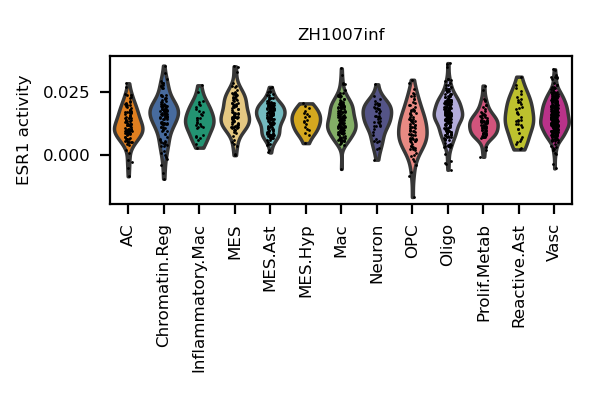 ZH1007inf
ESR1 activity
0.025
0.000
AC
Chromatin.Reg
Inflammatory.Mac
MES
MES.Ast
MES.Hyp
Mac
Neuron
OPC
Oligo
Prolif.Metab
Reactive.Ast
Vasc